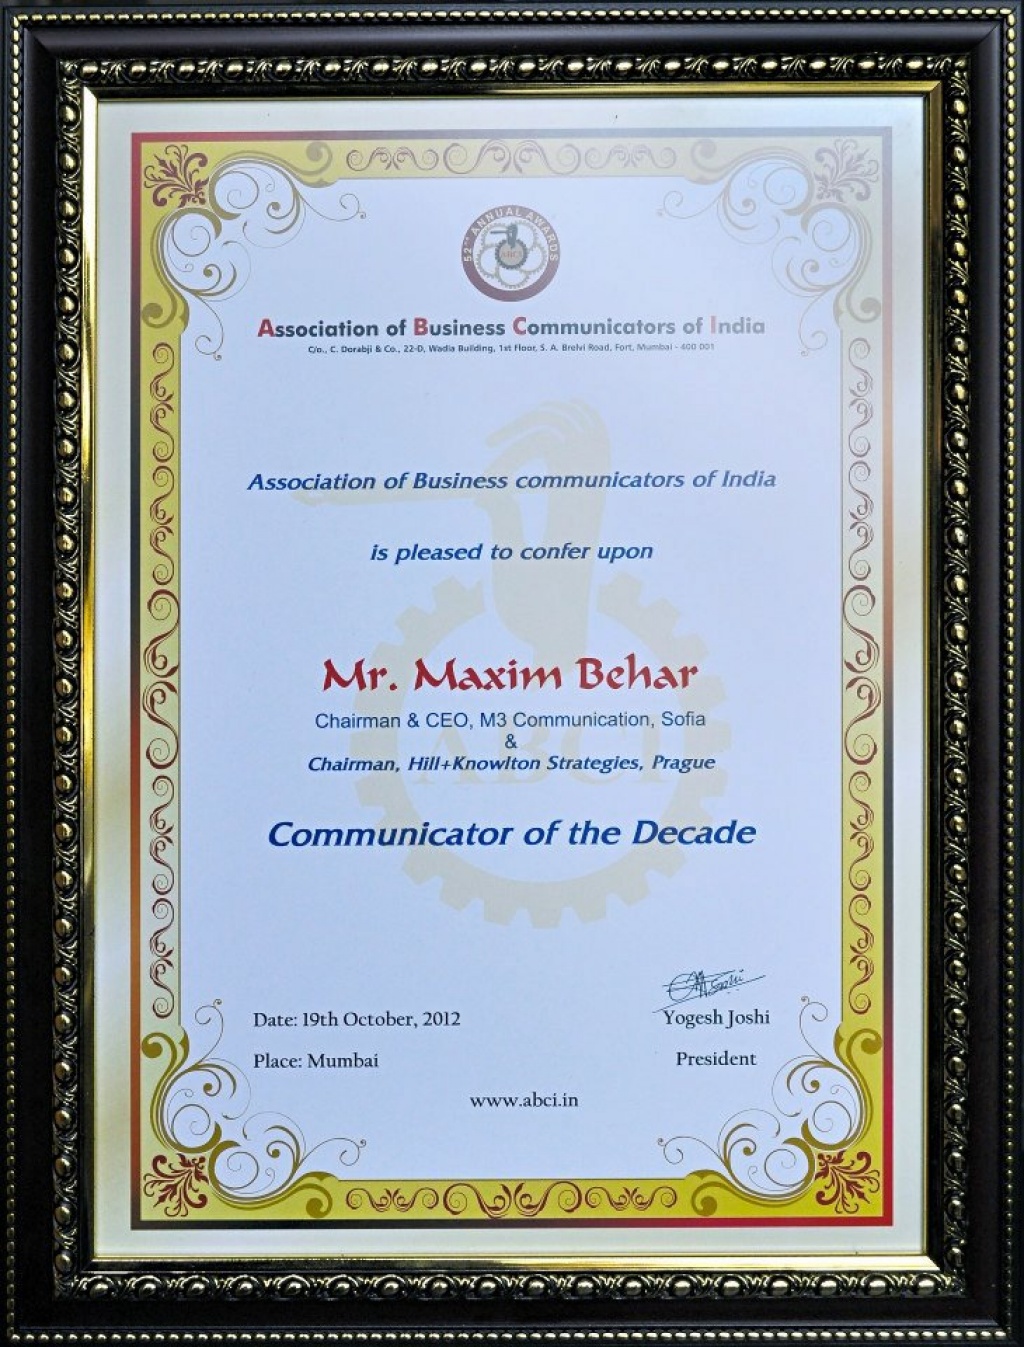 52nd ANNUAL AWARDS
ABCI
Association of Business Communicators of India
C/o., C. Dorabji & Co., 22-D, Wadia Building, 1st Floor, S. A. Brelvi Road, Fort, Mumbai - 400 001
Association of Business communicators of India
is pleased to confer upon
Mr. Maxim Behar
Chairman & CEO, M3 Communication, Sofia
&
Chairman, Hill+Knowlton Strategies, Prague
ABCI
Communicator of the Decade
Date: 19th October, 2012
Yogesh Joshi
Place: Mumbai
President
www.abci.in